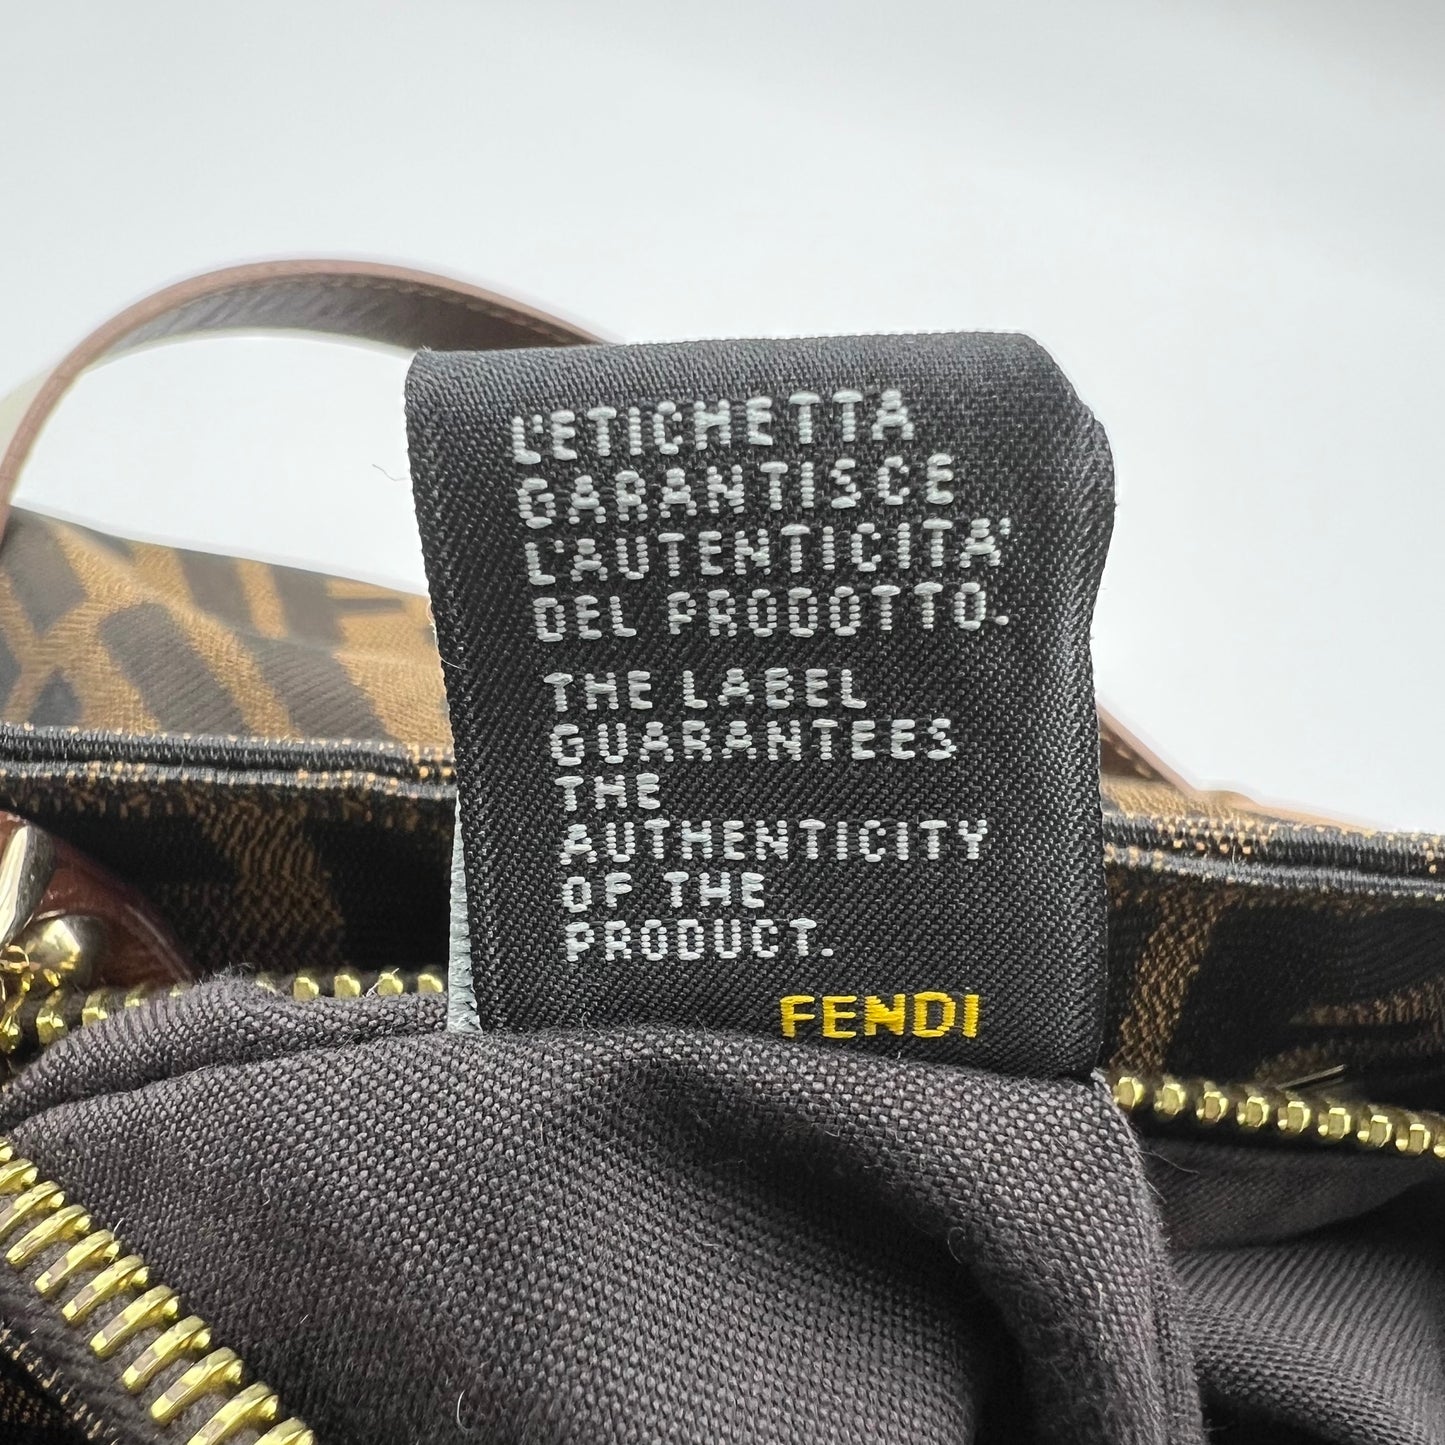 L'ETICHETTA
GARANTISCE
L'AUTENTICITA'
DEL PRODOTTO.
THE LABEL
GUARANTEES
THE
AUTHENTICITY
OF THE
PRODUCT.
FENDI